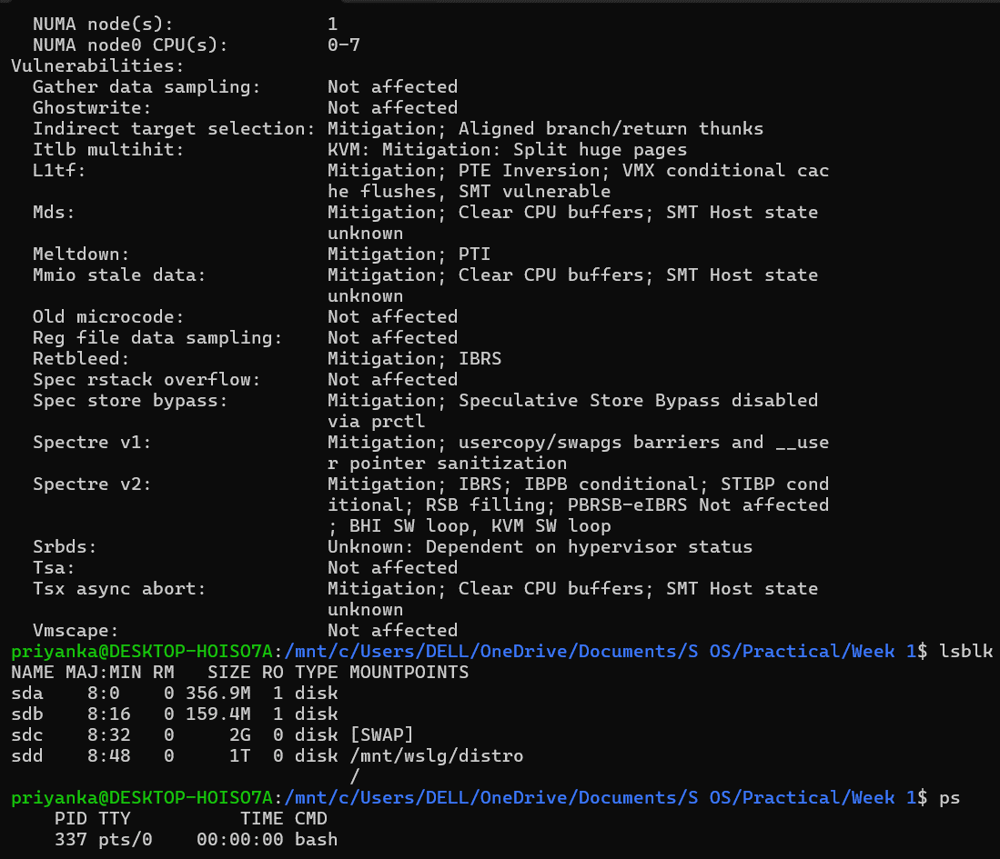 NUMA node(s):              1
  NUMA node0 CPU(s):         0-7
Vulnerabilities:
  Gather data sampling:      Not affected
  Ghostwrite:                Not affected
  Indirect target selection: Mitigation; Aligned branch/return thunks
  Itlb multihit:             KVM: Mitigation: Split huge pages
  L1tf:                      Mitigation; PTE Inversion; VMX conditional cac
                             he flushes, SMT vulnerable
  Mds:                       Mitigation; Clear CPU buffers; SMT Host state
                             unknown
  Meltdown:                  Mitigation; PTI
  Mmio stale data:           Mitigation; Clear CPU buffers; SMT Host state
                             unknown
  Old microcode:             Not affected
  Reg file data sampling:    Not affected
  Retbleed:                  Mitigation; IBRS
  Spec rstack overflow:      Not affected
  Spec store bypass:         Mitigation; Speculative Store Bypass disabled
                             via prctl
  Spectre v1:                Mitigation; usercopy/swapgs barriers and __use
                             r pointer sanitization
  Spectre v2:                Mitigation; IBRS; IBPB conditional; STIBP cond
                             itional; RSB filling; PBRSB-eIBRS Not affected
                             ; BHI SW loop, KVM SW loop
  Srbds:                     Unknown: Dependent on hypervisor status
  Tsa:                       Not affected
  Tsx async abort:           Mitigation; Clear CPU buffers; SMT Host state
                             unknown
  Vmscape:                   Not affected
priyanka@DESKTOP-HOISO7A:/mnt/c/Users/DELL/OneDrive/Documents/S OS/Practical/Week 1$ lsblk
NAME MAJ:MIN RM   SIZE RO TYPE MOUNTPOINTS
sda    8:0    0 356.9M  1 disk
sdb    8:16   0 159.4M  1 disk
sdc    8:32   0     2G  0 disk [SWAP]
sdd    8:48   0     1T  0 disk /mnt/wslg/distro
                               /
priyanka@DESKTOP-HOISO7A:/mnt/c/Users/DELL/OneDrive/Documents/S OS/Practical/Week 1$ ps
    PID TTY          TIME CMD
    337 pts/0    00:00:00 bash